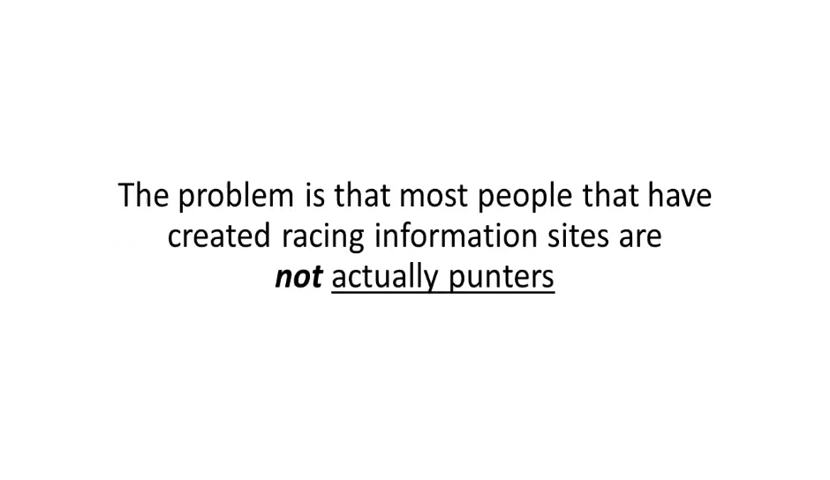 The problem is that most people that have
created racing information sites are
not actually punters